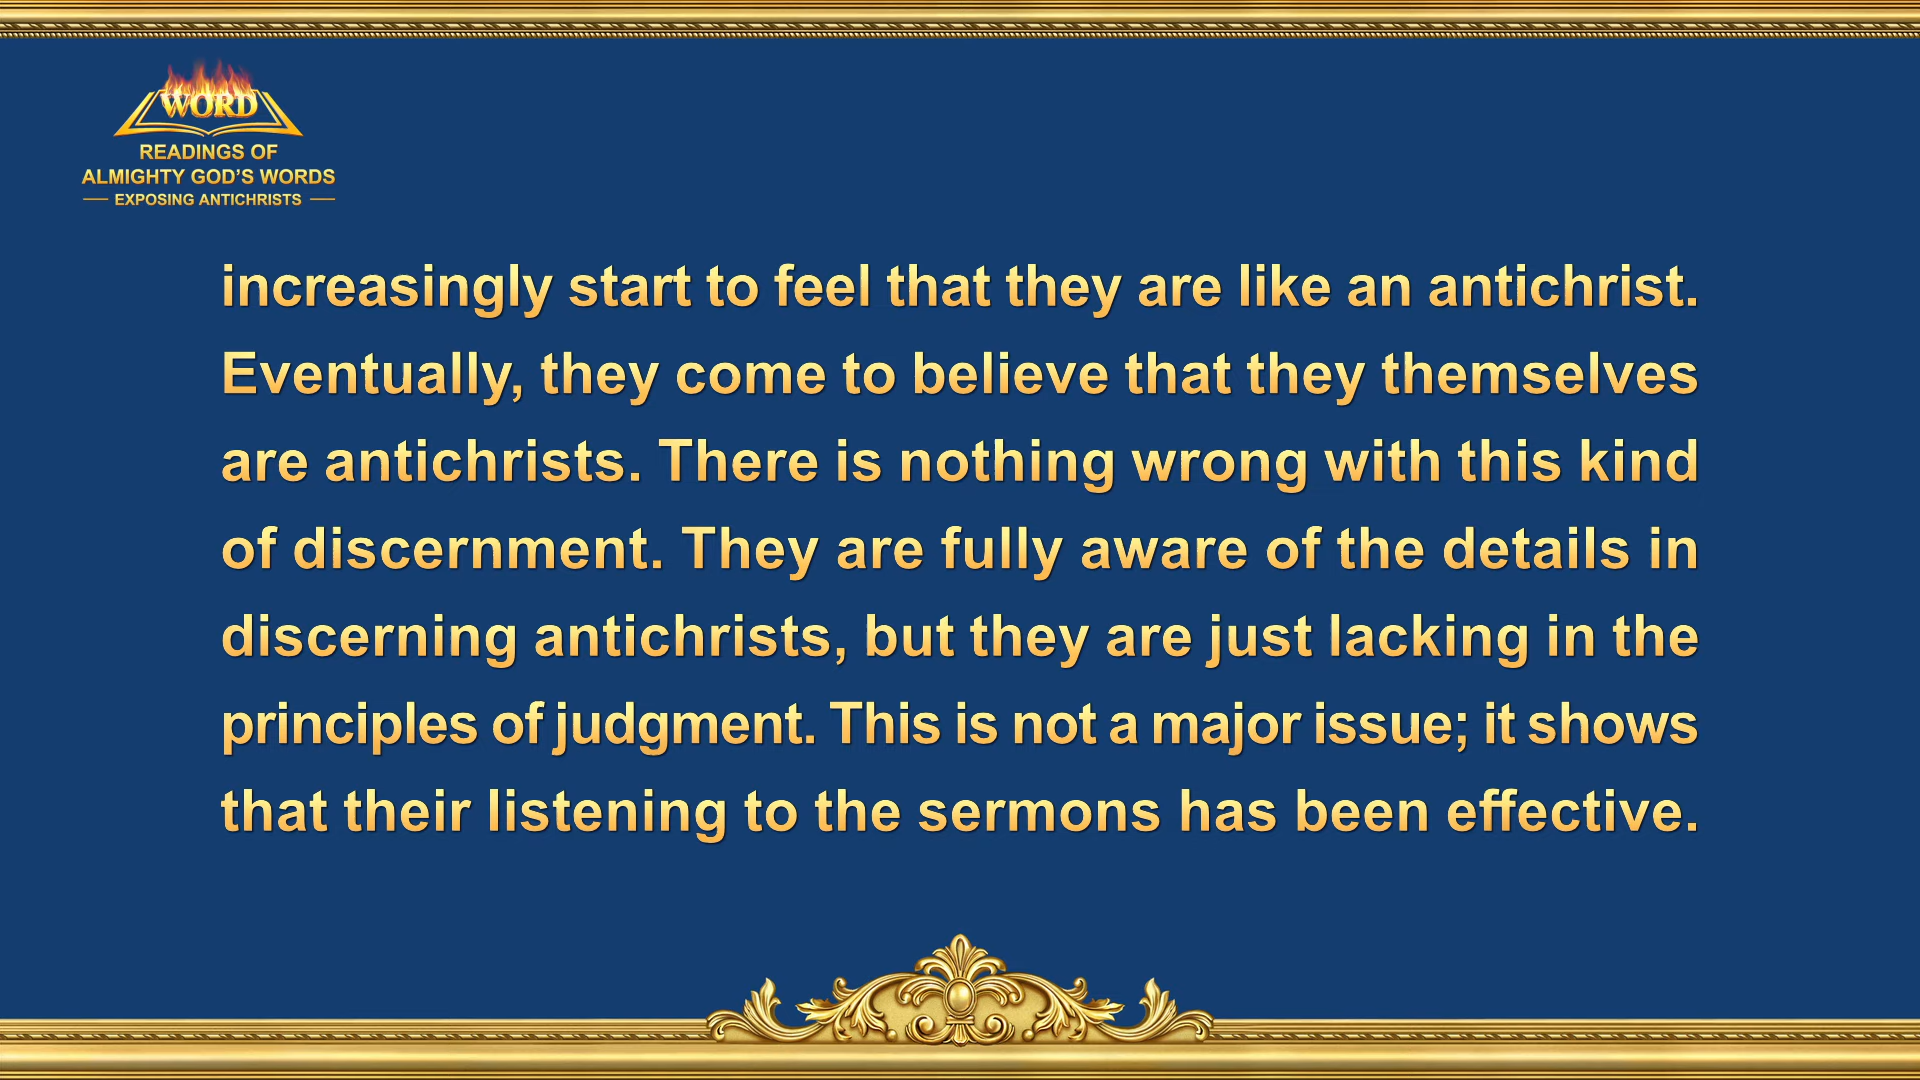 WORD
READINGS OF
ALMIGHTY GOD'S WORDS
EXPOSING ANTICHRISTS
increasingly start to feel that they are like an antichrist.
Eventually, they come to believe that they themselves
are antichrists. There is nothing wrong with this kind
of discernment. They are fully aware of the details in
discerning antichrists, but they are just lacking in the
principles of judgment. This is not a major issue; it shows
that their listening to the sermons has been effective.